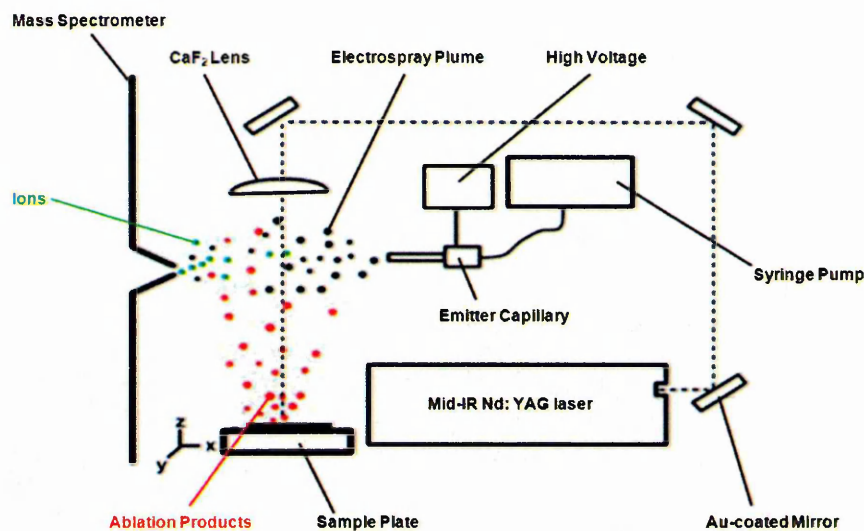 Mass Spectrometer
CaF₂ Lens
Electrospray Plume
High Voltage
Ions
Syringe Pump
Emitter Capillary
Mid-IR Nd: YAG laser
z
x
y
Ablation Products
Sample Plate
Au-coated Mirror